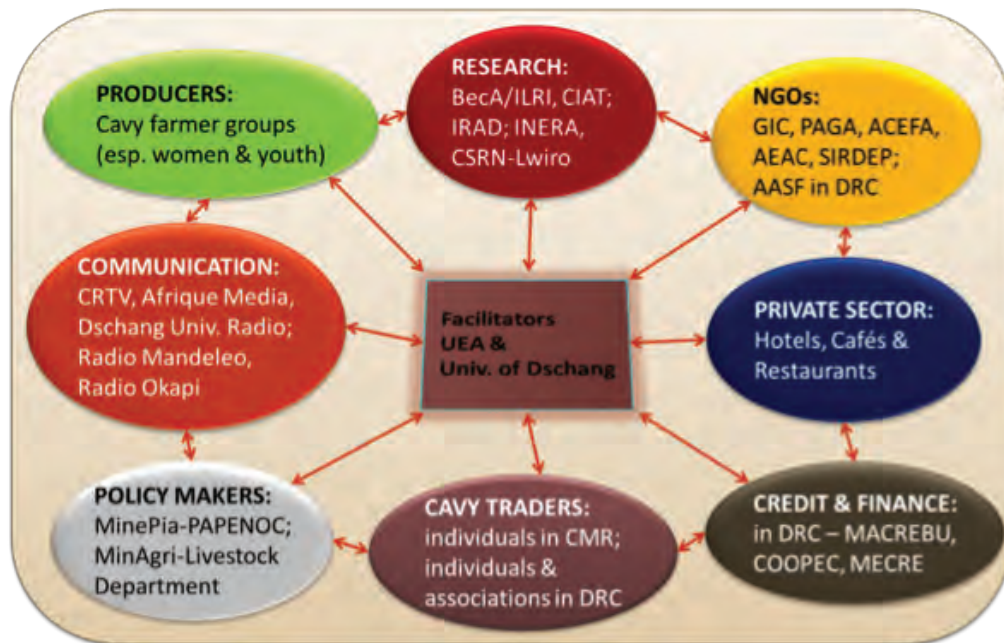 PRODUCERS:
Cavy farmer groups
(esp. women & youth)
RESEARCH:
BecA/ILRI, CIAT;
IRAD; INERA,
CSRN-Lwiro
NGOs:
GIC, PAGA, ACEFA,
AEAC, SIRDEP;
AASF in DRC
COMMUNICATION:
CRTV, Afrique Media,
Dschang Univ. Radio;
Radio Mandeleo,
Radio Okapi
Facilitators
UEA &
Univ. of Dschang
PRIVATE SECTOR:
Hotels, Cafés &
Restaurants
POLICY MAKERS:
MinePia-PAPENOC;
MinAgri-Livestock
Department
CAVY TRADERS:
individuals in CMR;
individuals &
associations in DRC
CREDIT & FINANCE:
in DRC – MACREBU,
COOPEC, MECRE